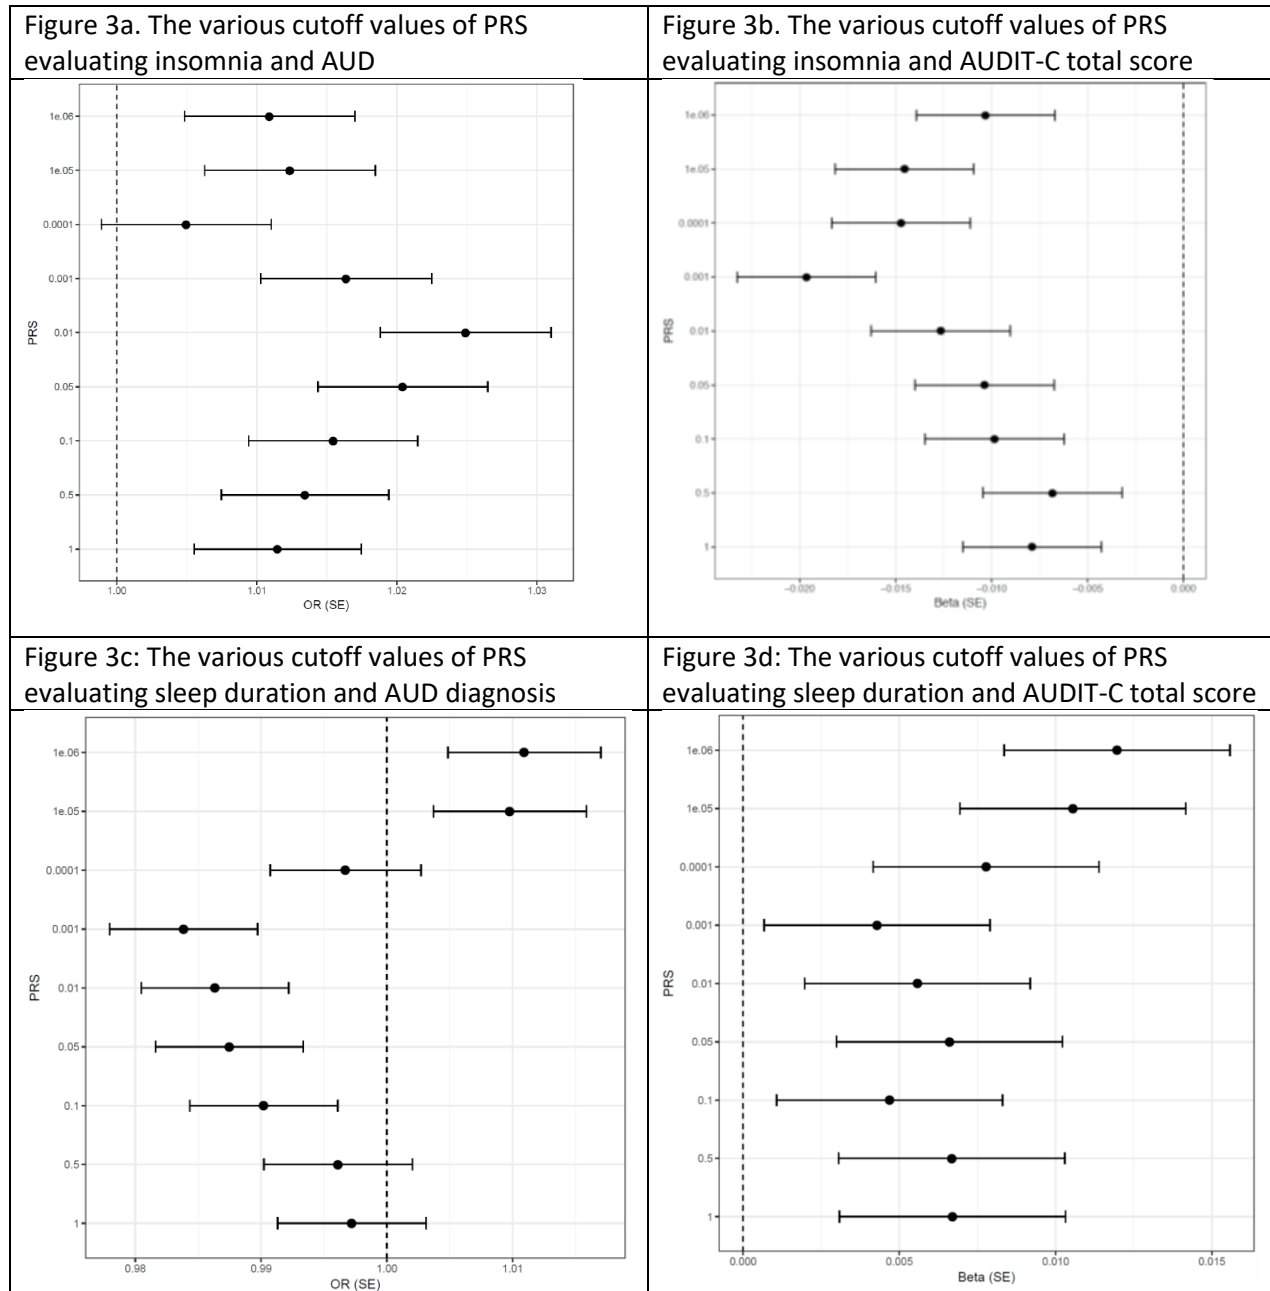 Figure 3a. The various cutoff values of PRS
evaluating insomnia and AUD
Figure 3b. The various cutoff values of PRS
evaluating insomnia and AUDIT-C total score
1e.06
1e.05
0.0001
0.001
0.01
0.05
0.1
0.5
1
PRS
1.00
1.01
1.02
1.03
OR (SE)
1e.06
1e.05
0.0001
0.001
0.01
0.05
0.1
0.5
1
PRS
−0.020
−0.015
−0.010
−0.005
0.000
Beta (SE)
Figure 3c: The various cutoff values of PRS
evaluating sleep duration and AUD diagnosis
Figure 3d: The various cutoff values of PRS
evaluating sleep duration and AUDIT-C total score
1e.06
1e.05
0.0001
0.001
0.01
0.05
0.1
0.5
1
PRS
0.98
0.99
1.00
1.01
OR (SE)
1e.06
1e.05
0.0001
0.001
0.01
0.05
0.1
0.5
1
PRS
0.000
0.005
0.010
0.015
Beta (SE)